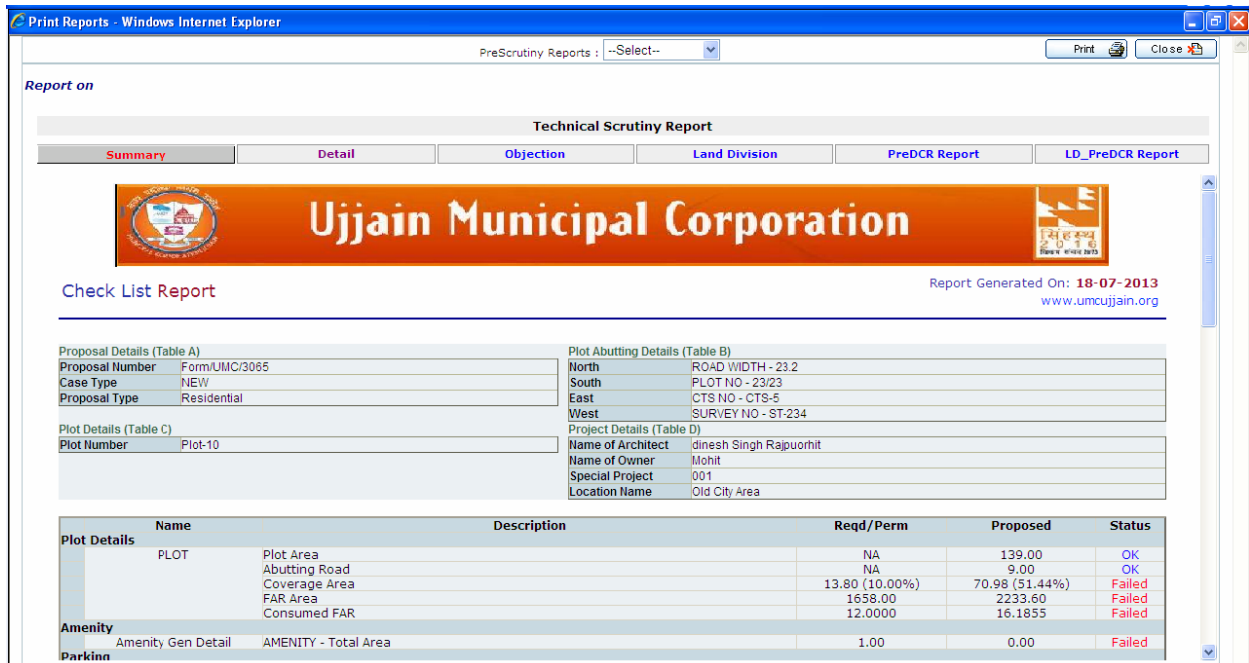 Print Reports - Windows Internet Explorer
PreScrutiny Reports : --Select-- Print Close
Report on
Technical Scrutiny Report
Summary Detail Objection Land Division PreDCR Report LD_PreDCR Report
Ujjain Municipal Corporation
सिंहस्थ
2016
Check List Report
Report Generated On: 18-07-2013
www.umcujjain.org
Proposal Details (Table A)
Proposal Number Form/UMC/3065
Case Type NEW
Proposal Type Residential
Plot Abutting Details (Table B)
North ROAD WIDTH - 23.2
South PLOT NO - 23/23
East CTS NO - CTS-5
West SURVEY NO - ST-234
Plot Details (Table C)
Plot Number Plot-10
Project Details (Table D)
Name of Architect dinesh Singh Rajpuorhit
Name of Owner Mohit
Special Project 001
Location Name Old City Area
Name Description Reqd/Perm Proposed Status
Plot Details
PLOT Plot Area NA 139.00 OK
Abutting Road NA 9.00 OK
Coverage Area 13.80 (10.00%) 70.98 (51.44%) Failed
FAR Area 1658.00 2233.60 Failed
Consumed FAR 12.0000 16.1855 Failed
Amenity
Amenity Gen Detail AMENITY - Total Area 1.00 0.00 Failed
Parking